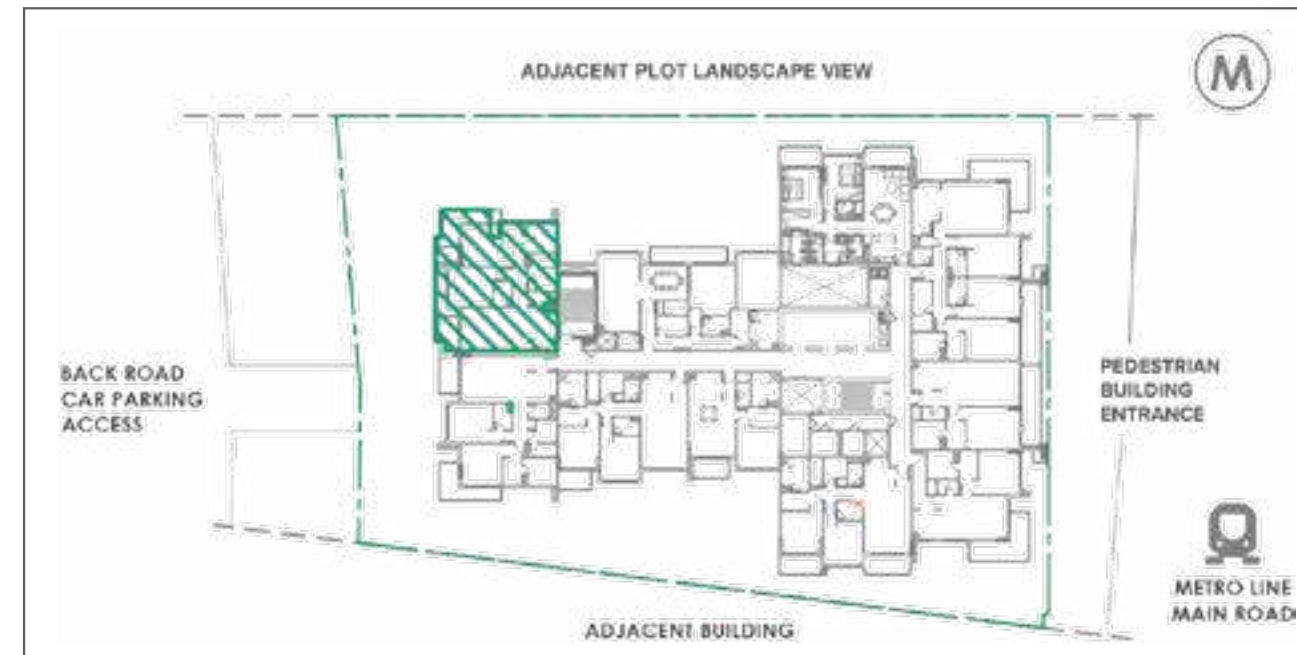 ADJACENT PLOT LANDSCAPE VIEW
M
BACK ROAD
CAR PARKING
ACCESS
PEDESTRIAN
BUILDING
ENTRANCE
METRO LINE
MAIN ROAD
ADJACENT BUILDING